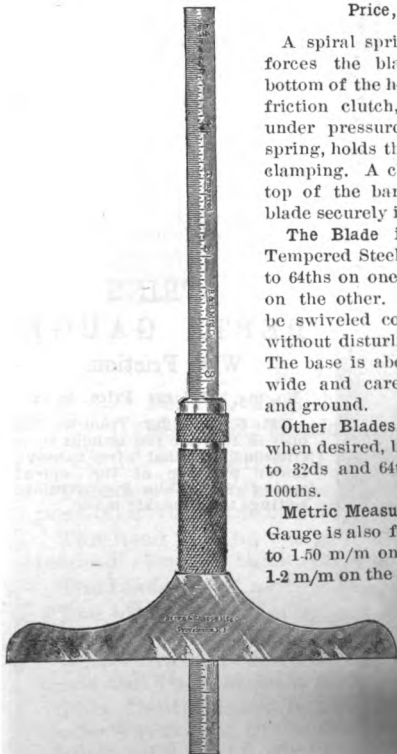 Price,
A spiral spri
forces the bla
bottom of the h
friction clutch,
under pressure
spring, holds th
clamping. A c
top of the bar
blade securely i
The Blade i
Tempered Steel
to 64ths on one
on the other.
be swiveled co
without disturl
The base is abo
wide and care
and ground.
Other Blades
when desired, l
to 32ds and 64t
100ths.
Metric Measu
Gauge is also f
to 1-50 m/m on
1-2 m/m on the